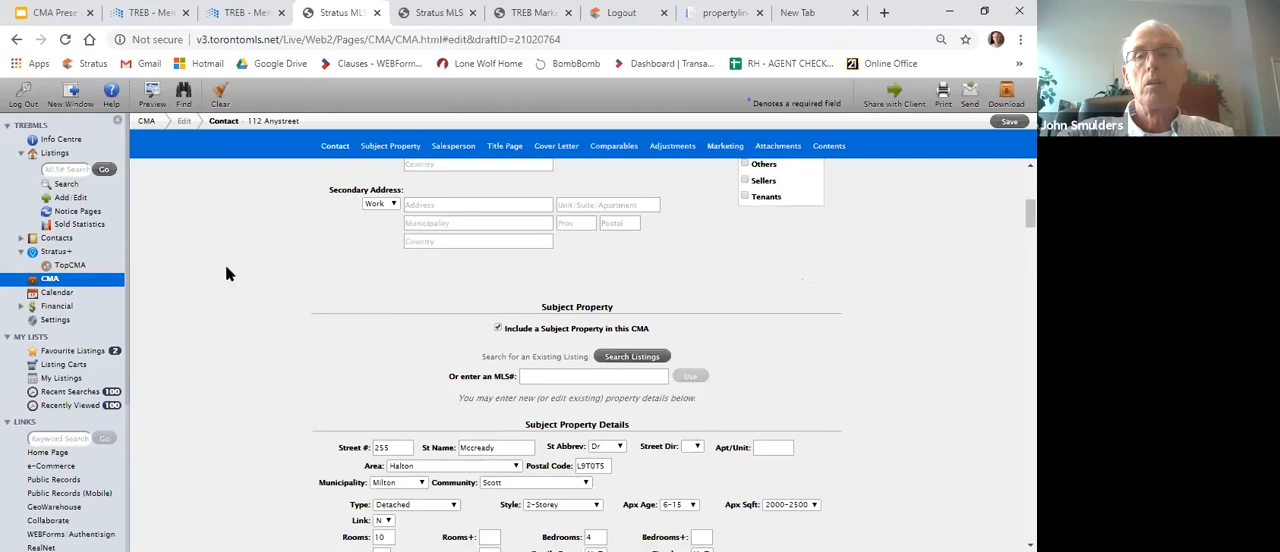 CMA Prese
TREB - Men
TREB - Men
Stratus ML
Stratus MLS
TREB Mark
Logout
propertylin
New Tab
Not secure
v3.torontomls.net/Live/Web2/Pages/CMA/CMA.html#edit&draftID=21020764
Apps
Stratus
Gmail
Hotmail
Google Drive
Clauses - WEBForm...
Lone Wolf Home
BombBomb
Dashboard | Transa...
RH - AGENT CHECK...
Online Office
»
Log Out
New Window
Help
Preview
Find
Clear
* Denotes a required field
Share with Client
Print
Send
Download
John Smulders
TREBMLS
CMA
Edit
Contact - 112 Anystreet
Save
Info Centre
Listings
MLS# Search
Go
Search
Add/Edit
Notice Pages
Sold Statistics
Contacts
Stratus+
TopCMA
CMA
Calendar
Financial
Settings
MY LISTS
Favourite Listings 2
Listing Carts
My Listings
Recent Searches 100
Recently Viewed 100
LINKS
Keyword Search
Go
Home Page
e-Commerce
Public Records
Public Records (Mobile)
GeoWarehouse
Collaborate
WEBForms/Authentisign
RealNet
Contact Subject Property Salesperson Title Page Cover Letter Comparables Adjustments Marketing Attachments Contents
Country
Others
Sellers
Tenants
Secondary Address:
Work
Address
Unit/Suite/Apartment
Municipality
Prov
Postal
Country
Subject Property
Include a Subject Property in this CMA
Search for an Existing Listing: Search Listings
Or enter an MLS#: Use
You may enter new (or edit existing) property details below.
Subject Property Details
Street #: 255 St Name: Mccready St Abbrev: Dr Street Dir: Apt/Unit:
Area: Halton Postal Code: L9T0T5
Municipality: Milton Community: Scott
Type: Detached Style: 2-Storey Apx Age: 6-15 Apx Sqft: 2000-2500
Link: N
Rooms: 10 Rooms+: Bedrooms: 4 Bedrooms+: